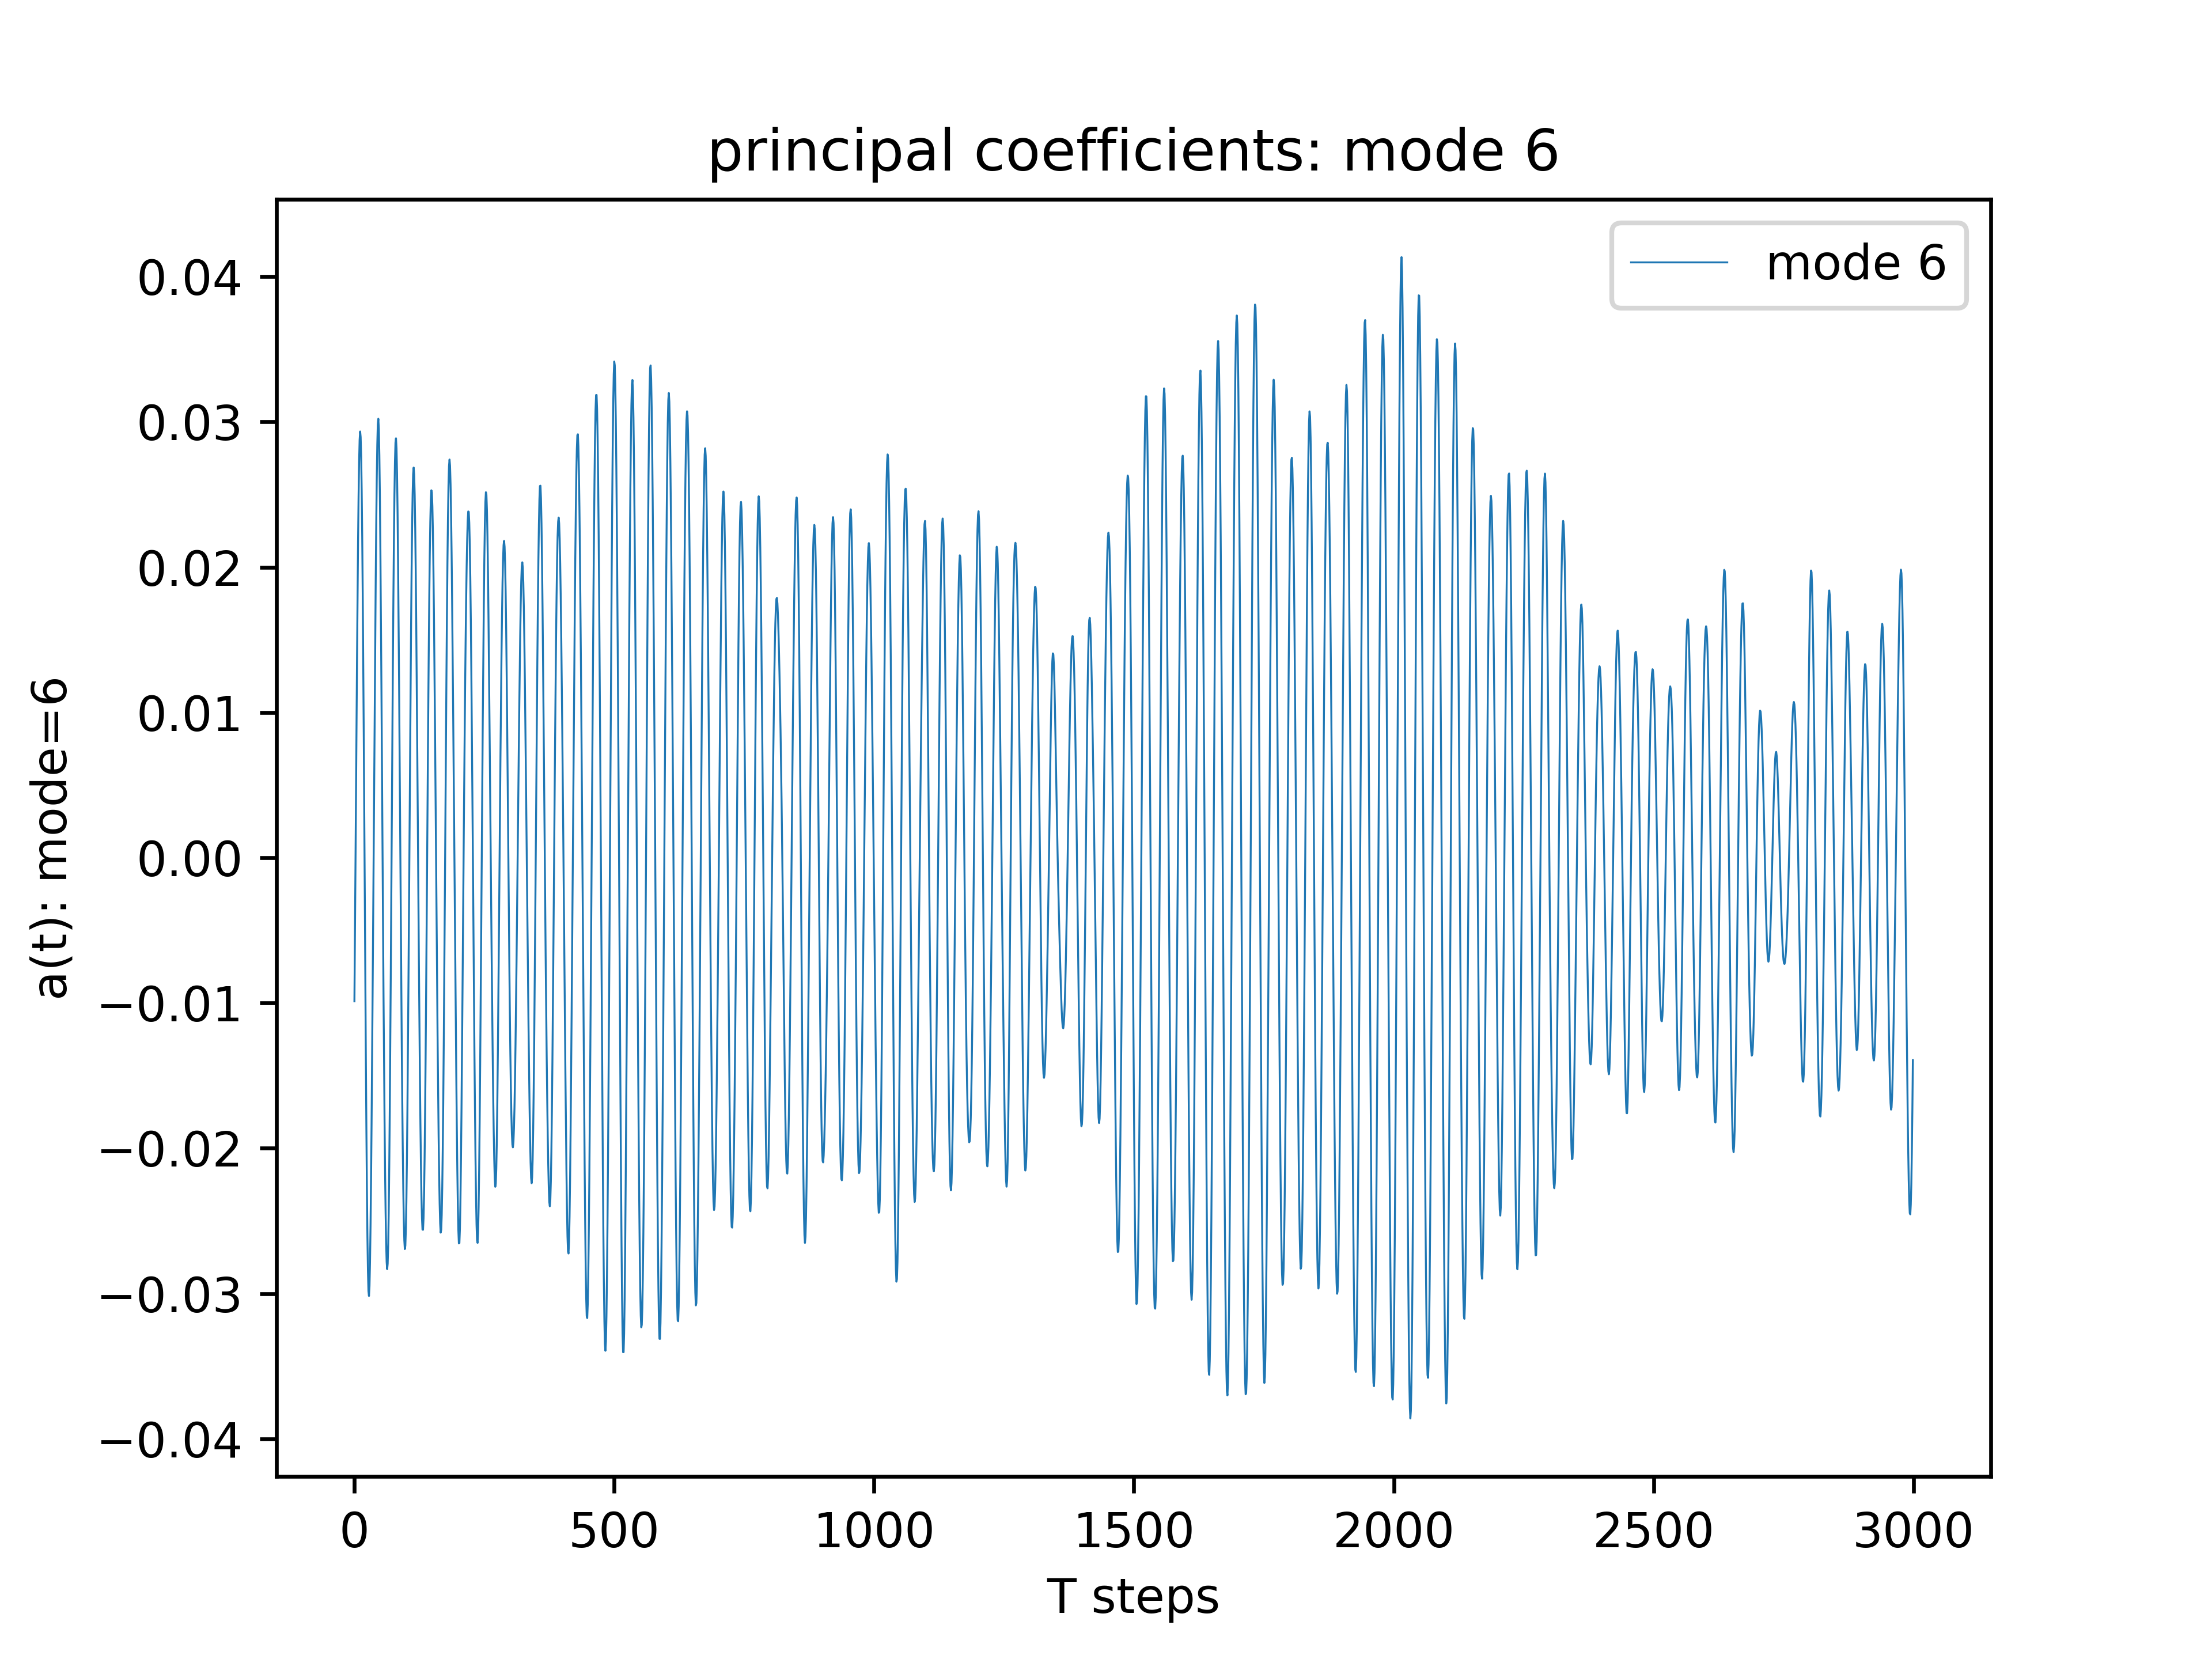 principal coefficients: mode 6
mode 6
0.04
0.03
0.02
0.01
0.00
−0.01
−0.02
−0.03
−0.04
a(t): mode=6
0 500 1000 1500 2000 2500 3000
T steps